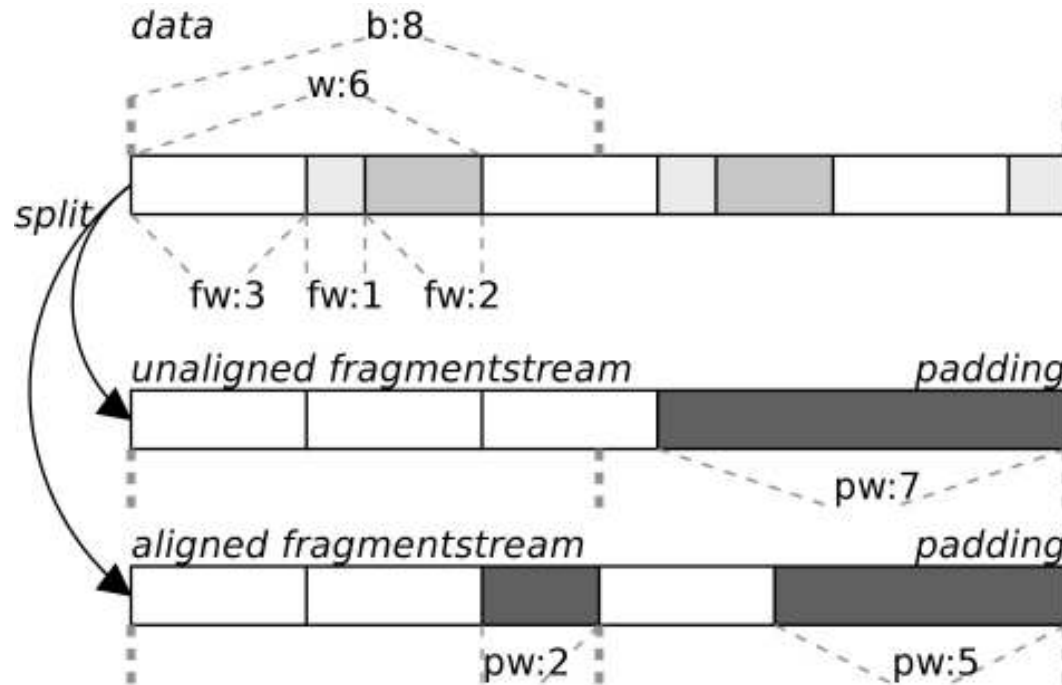 data b:8
w:6
split
fw:3 fw:1 fw:2
unaligned fragmentstream padding
pw:7
aligned fragmentstream padding
pw:2 pw:5